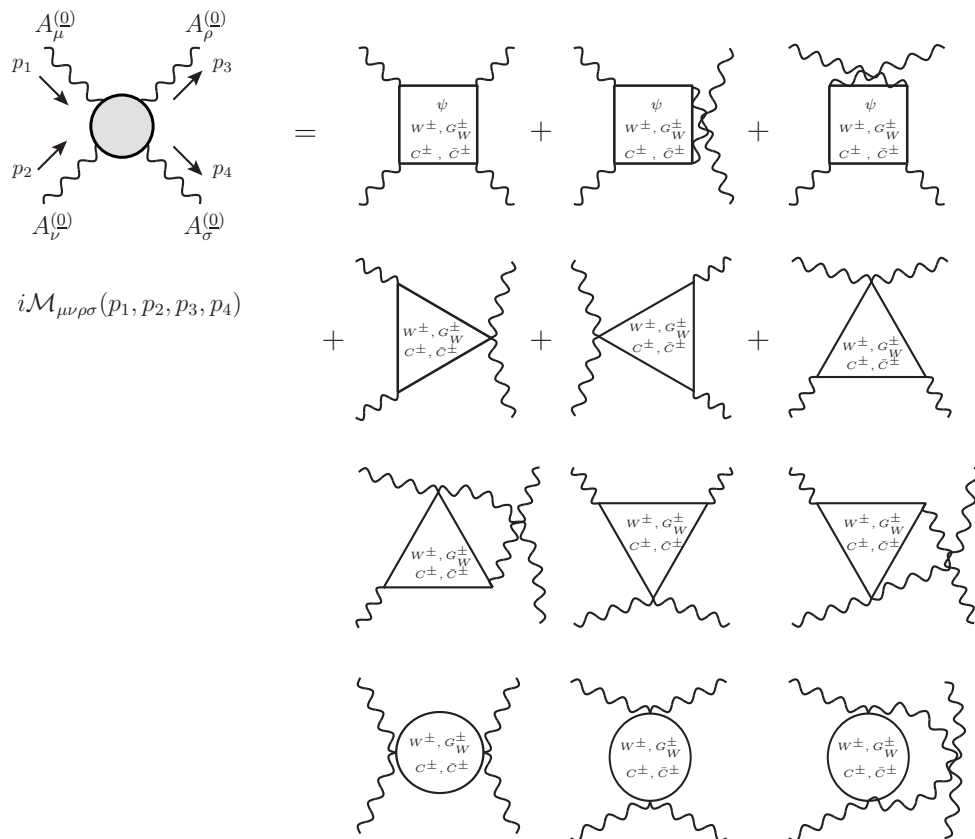 A_μ^(0) A_ρ^(0)
p_1 p_3
p_2 p_4
A_ν^(0) A_σ^(0)
iM_μνρσ(p_1, p_2, p_3, p_4)
=
ψ
W^±, G_W^±
C^±, C̄^±
+
ψ
W^±, G_W^±
C^±, C̄^±
+
ψ
W^±, G_W^±
C^±, C̄^±
+
W^±, G_W^±
C^±, C̄^±
+
W^±, G_W^±
C^±, C̄^±
+
W^±, G_W^±
C^±, C̄^±
W^±, G_W^±
C^±, C̄^±
W^±, G_W^±
C^±, C̄^±
W^±, G_W^±
C^±, C̄^±
W^±, G_W^±
C^±, C̄^±
W^±, G_W^±
C^±, C̄^±
W^±, G_W^±
C^±, C̄^±